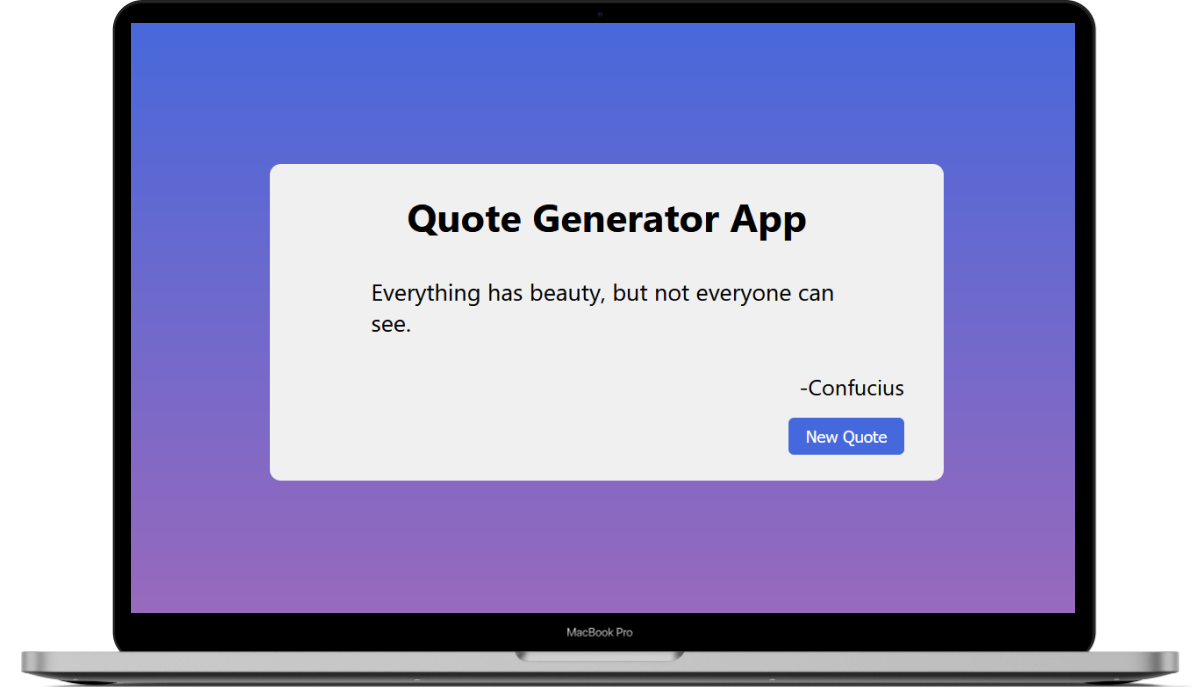 Quote Generator App
Everything has beauty, but not everyone can
see.
-Confucius
New Quote
MacBook Pro